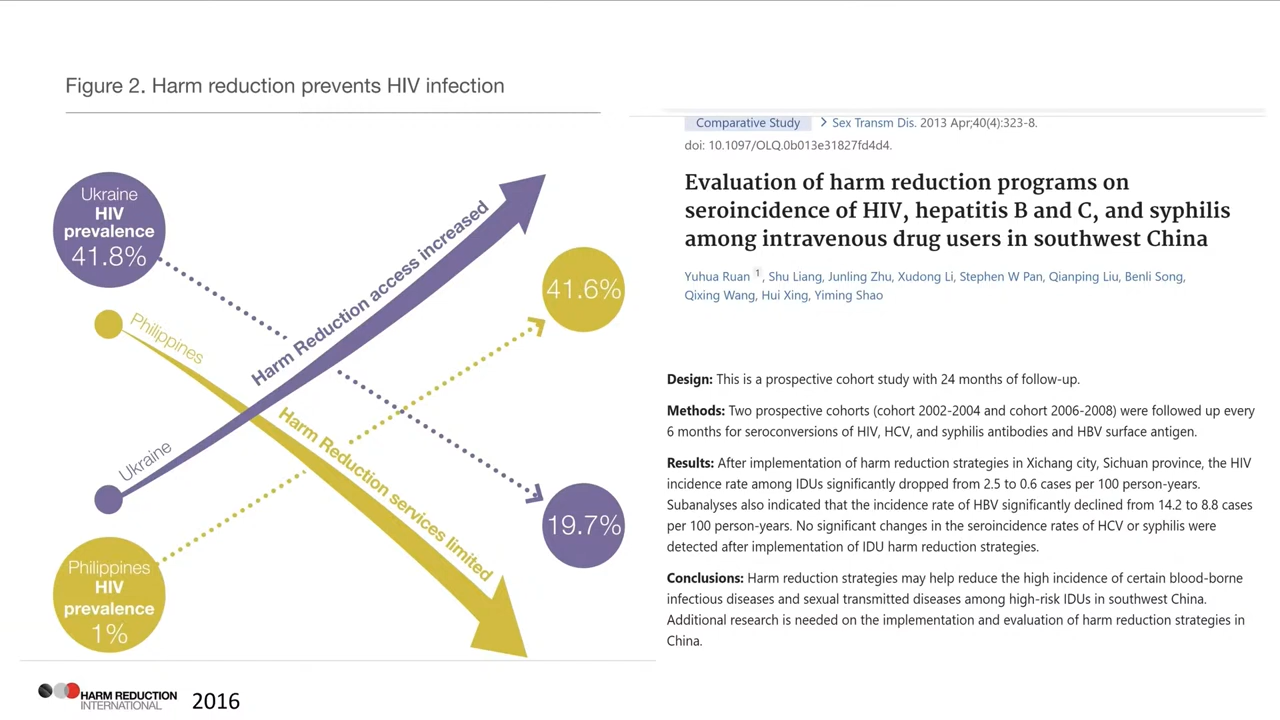 Figure 2. Harm reduction prevents HIV infection
Ukraine
HIV
prevalence
41.8%
Harm Reduction access increased
41.6%
Philippines
Harm Reduction services limited
Ukraine
19.7%
Philippines
HIV
prevalence
1%
HARM REDUCTION
INTERNATIONAL
2016
Comparative Study > Sex Transm Dis. 2013 Apr;40(4):323-8.
doi: 10.1097/OLQ.0b013e31827fd4d4.
Evaluation of harm reduction programs on
seroincidence of HIV, hepatitis B and C, and syphilis
among intravenous drug users in southwest China
Yuhua Ruan 1, Shu Liang, Junling Zhu, Xudong Li, Stephen W Pan, Qianping Liu, Benli Song,
Qixing Wang, Hui Xing, Yiming Shao
Design: This is a prospective cohort study with 24 months of follow-up.
Methods: Two prospective cohorts (cohort 2002-2004 and cohort 2006-2008) were followed up every
6 months for seroconversions of HIV, HCV, and syphilis antibodies and HBV surface antigen.
Results: After implementation of harm reduction strategies in Xichang city, Sichuan province, the HIV
incidence rate among IDUs significantly dropped from 2.5 to 0.6 cases per 100 person-years.
Subanalyses also indicated that the incidence rate of HBV significantly declined from 14.2 to 8.8 cases
per 100 person-years. No significant changes in the seroincidence rates of HCV or syphilis were
detected after implementation of IDU harm reduction strategies.
Conclusions: Harm reduction strategies may help reduce the high incidence of certain blood-borne
infectious diseases and sexual transmitted diseases among high-risk IDUs in southwest China.
Additional research is needed on the implementation and evaluation of harm reduction strategies in
China.